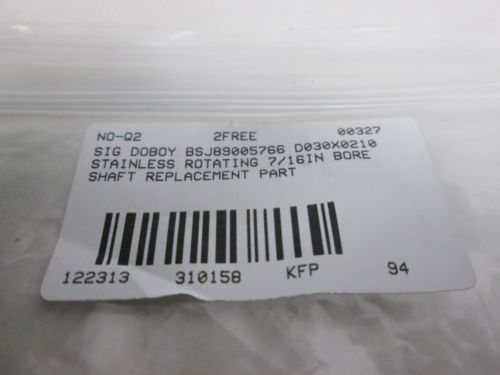 NO-Q2 2FREE 00327
SIG DOBOY BSJ89005766 D030X0210
STAINLESS ROTATING 7/16IN BORE
SHAFT REPLACEMENT PART
122313 310158 KFP 94